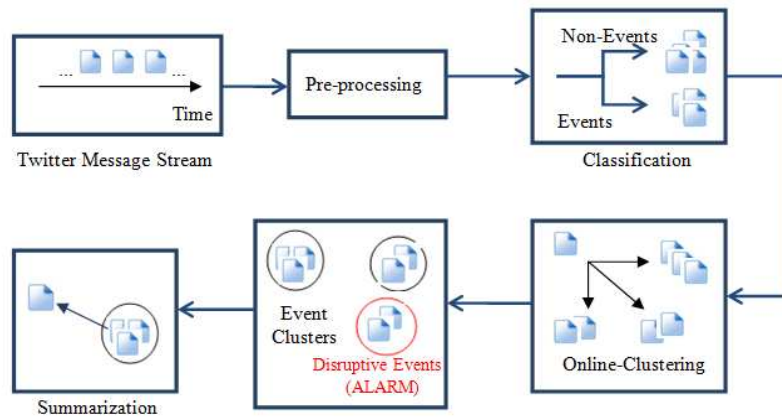 ... ...
Time
Twitter Message Stream
Pre-processing
Non-Events
Events
Classification
Online-Clustering
Event
Clusters
Disruptive Events
(ALARM)
Summarization